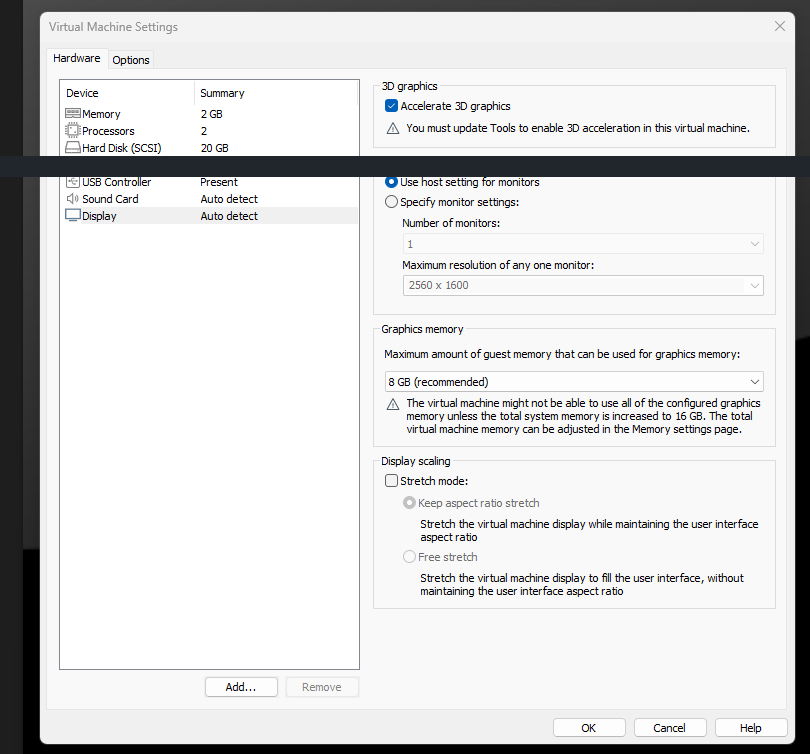 Virtual Machine Settings
Hardware
Options
Device Summary
Memory 2 GB
Processors 2
Hard Disk (SCSI) 20 GB
USB Controller Present
Sound Card Auto detect
Display Auto detect
Add...
Remove
3D graphics
Accelerate 3D graphics
You must update Tools to enable 3D acceleration in this virtual machine.
Use host setting for monitors
Specify monitor settings:
Number of monitors:
1
Maximum resolution of any one monitor:
2560 x 1600
Graphics memory
Maximum amount of guest memory that can be used for graphics memory:
8 GB (recommended)
The virtual machine might not be able to use all of the configured graphics
memory unless the total system memory is increased to 16 GB. The total
virtual machine memory can be adjusted in the Memory settings page.
Display scaling
Stretch mode:
Keep aspect ratio stretch
Stretch the virtual machine display while maintaining the user interface
aspect ratio
Free stretch
Stretch the virtual machine display to fill the user interface, without
maintaining the user interface aspect ratio
OK
Cancel
Help